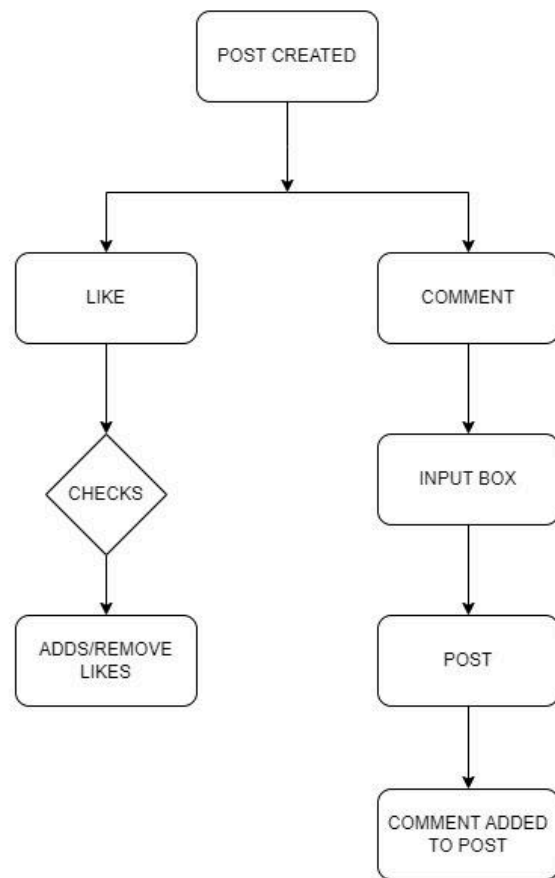 POST CREATED
LIKE
COMMENT
CHECKS
INPUT BOX
ADDS/REMOVE
LIKES
POST
COMMENT ADDED
TO POST